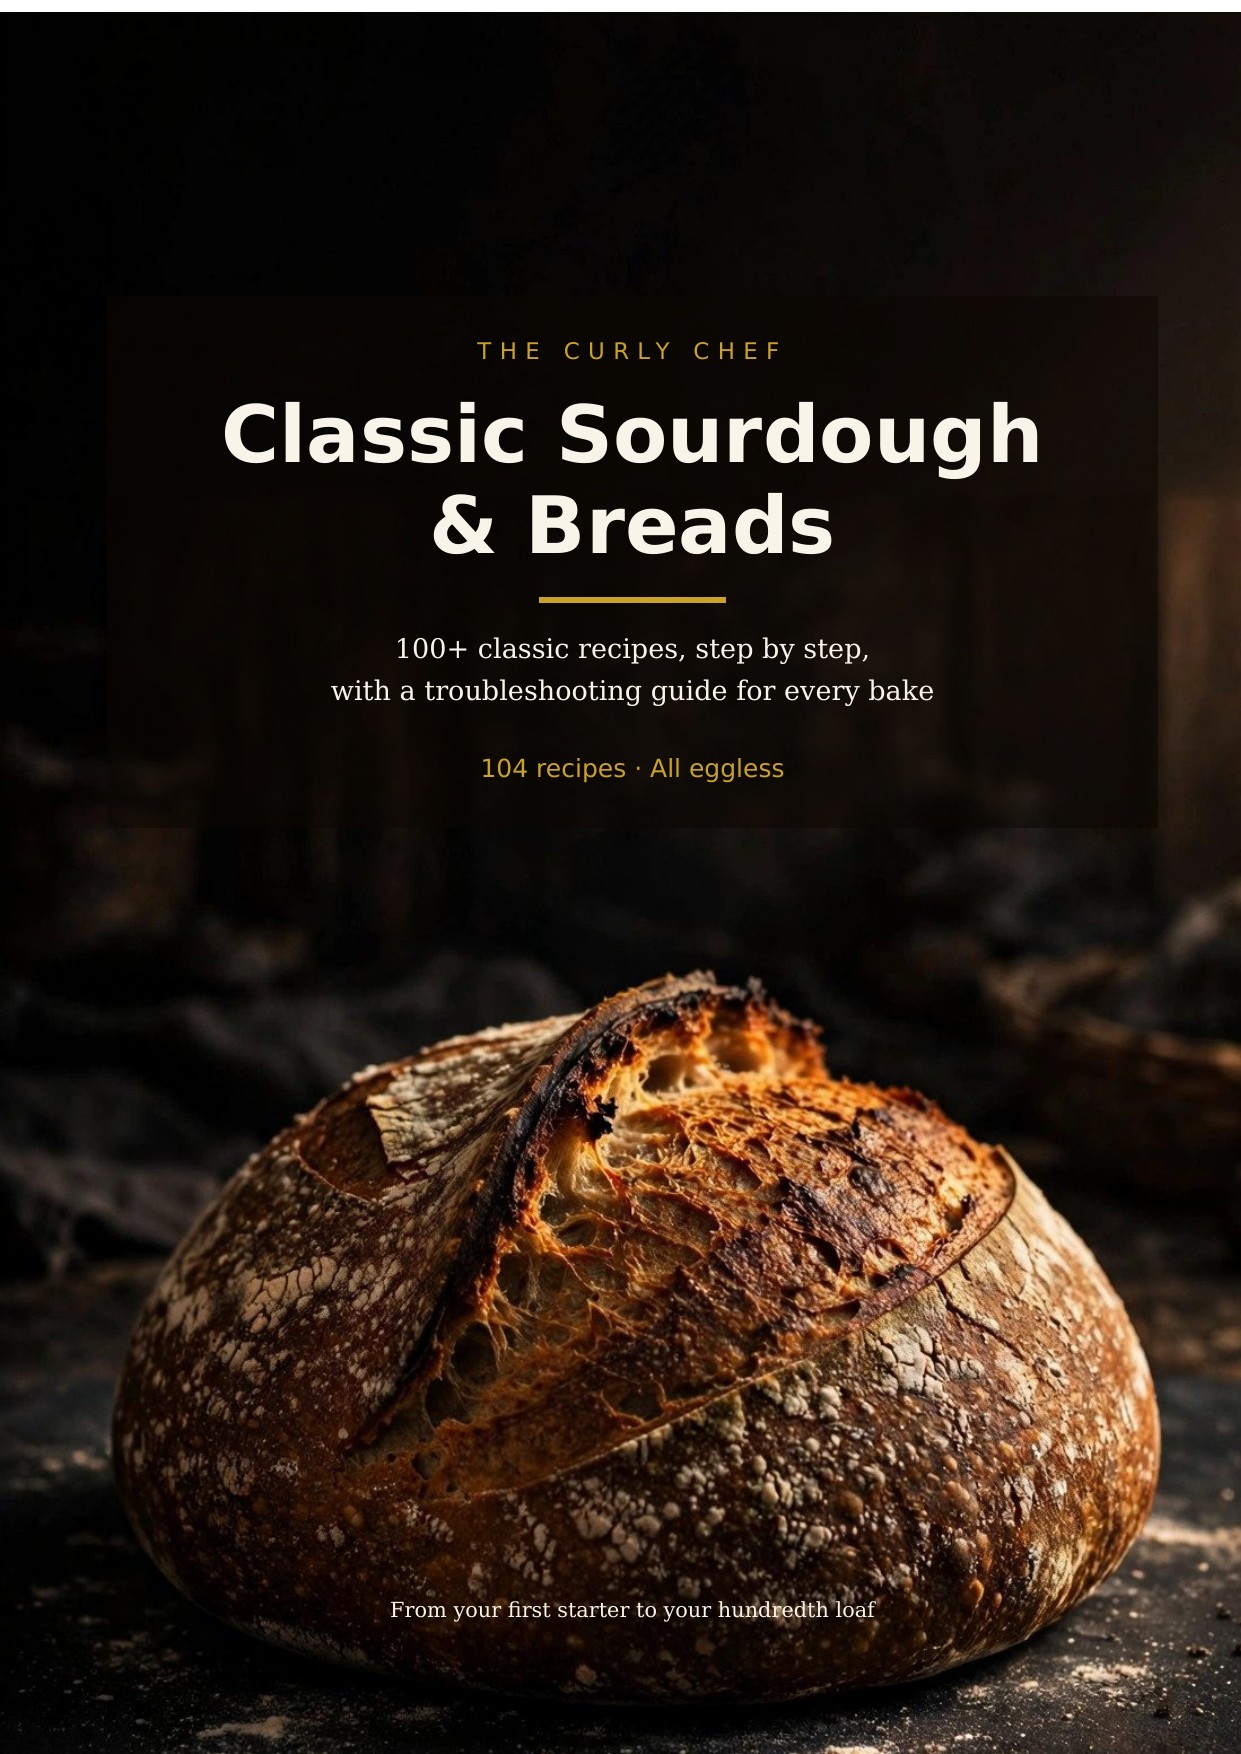 THE CURLY CHEF
Classic Sourdough
& Breads
100+ classic recipes, step by step,
with a troubleshooting guide for every bake
104 recipes · All eggless
From your first starter to your hundredth loaf